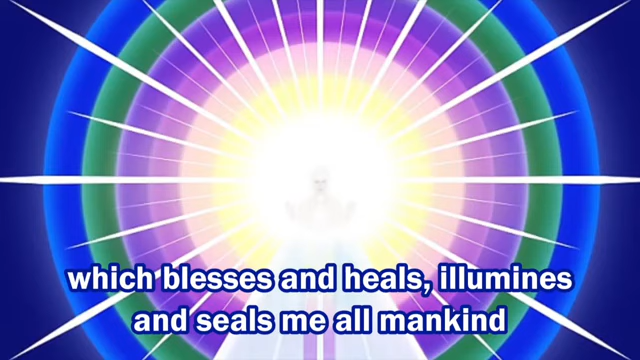 which blesses and heals, illumines
and seals me all mankind